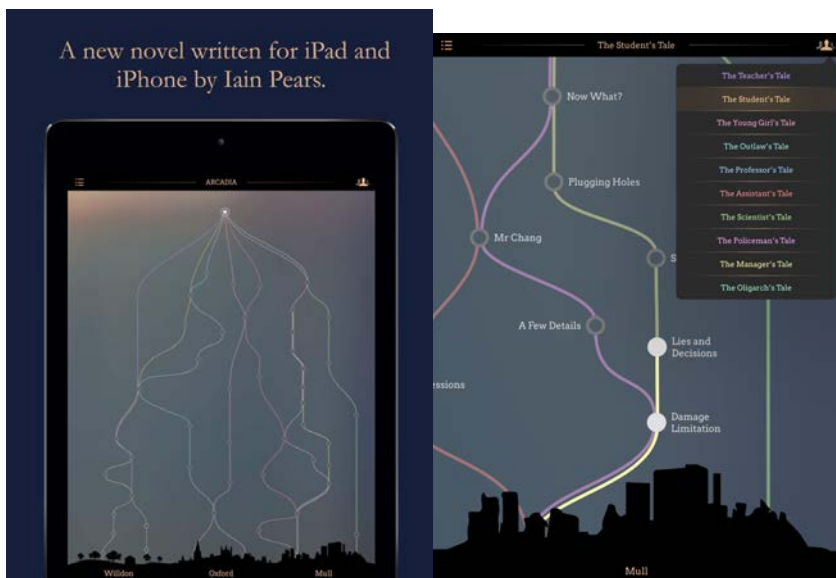 A new novel written for iPad and
iPhone by Iain Pears.
ARCADIA
Willdon
Oxford
Mull
The Student's Tale
The Teacher's Tale
The Student's Tale
The Young Girl's Tale
The Outlaw's Tale
The Professor's Tale
The Assistant's Tale
The Scientist's Tale
The Policeman's Tale
The Manager's Tale
The Oligarch's Tale
Now What?
Plugging Holes
Mr Chang
S
A Few Details
Lies and
Decisions
essions
Damage
Limitation
Mull